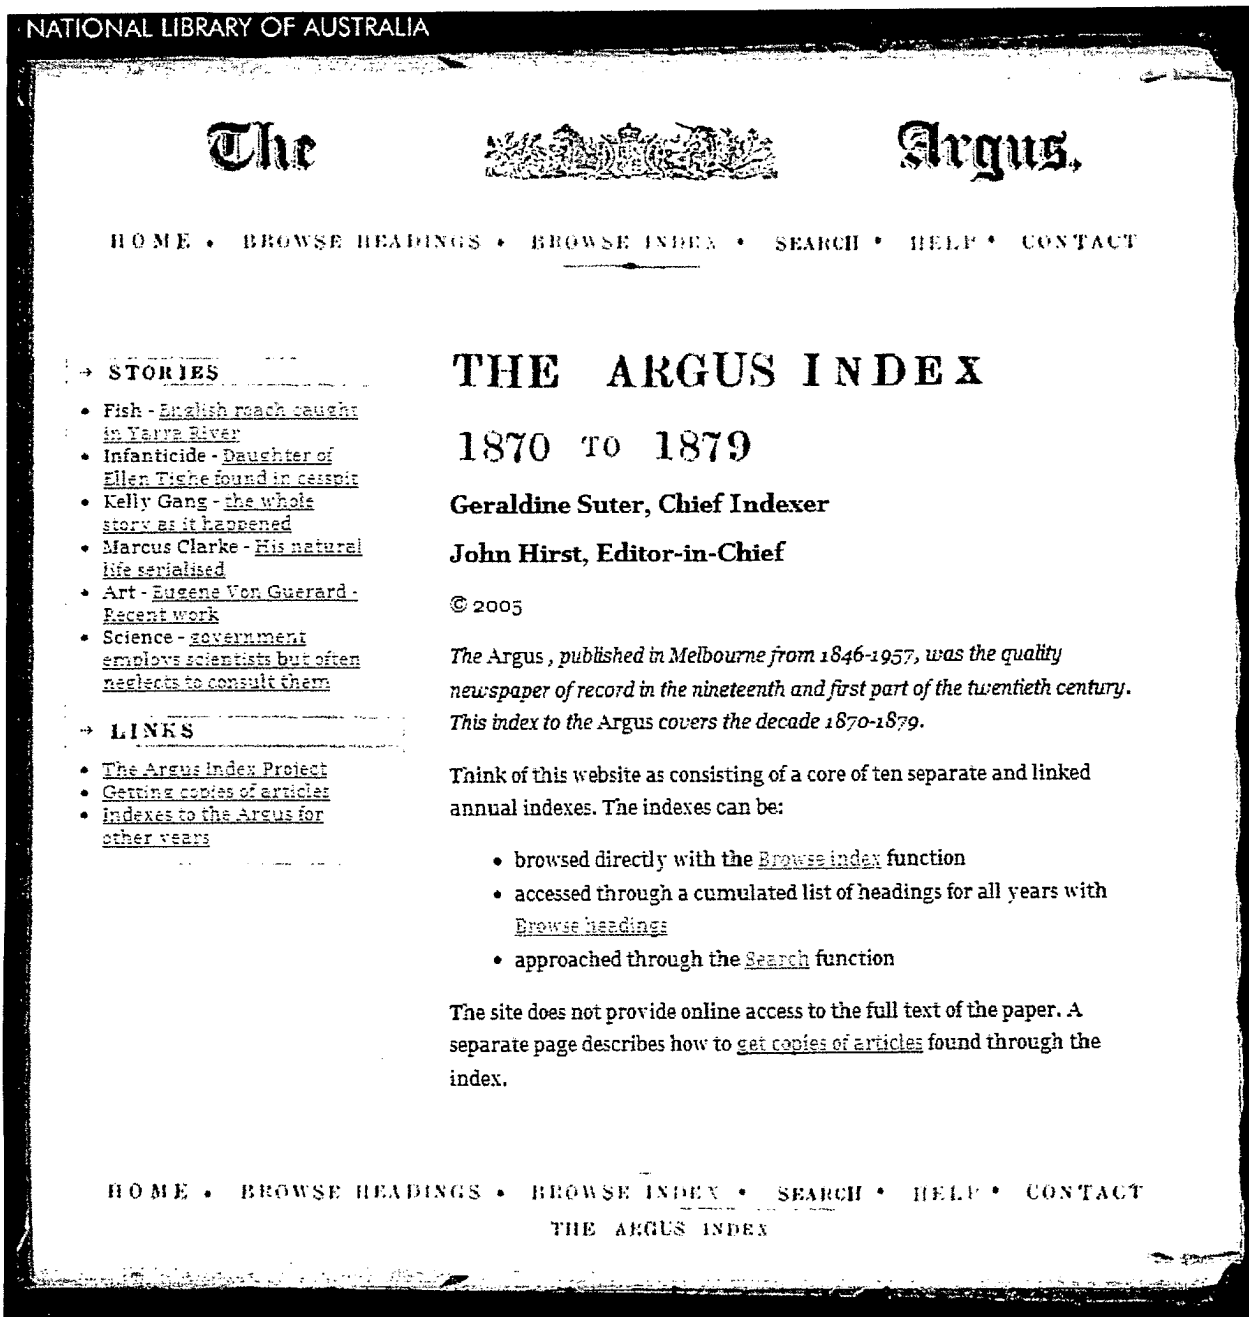 NATIONAL LIBRARY OF AUSTRALIA
The Argus.
HOME • BROWSE HEADINGS • BROWSE INDEX • SEARCH • HELP • CONTACT
→ STORIES
• Fish - English roach caught
in Yarra River
• Infanticide - Daughter of
Ellen Tighe found in cesspit
• Kelly Gang - the whole
story as it happened
• Marcus Clarke - His natural
life serialised
• Art - Eugene Von Guerard -
Recent work
• Science - government
employs scientists but often
neglects to consult them
→ LINKS
• The Argus Index Project
• Getting copies of articles
• Indexes to the Argus for
other years
THE ARGUS INDEX
1870 TO 1879
Geraldine Suter, Chief Indexer
John Hirst, Editor-in-Chief
© 2005
The Argus , published in Melbourne from 1846-1957, was the quality
newspaper of record in the nineteenth and first part of the twentieth century.
This index to the Argus covers the decade 1870-1879.
Think of this website as consisting of a core of ten separate and linked
annual indexes. The indexes can be:
• browsed directly with the Browse index function
• accessed through a cumulated list of headings for all years with
Browse headings
• approached through the Search function
The site does not provide online access to the full text of the paper. A
separate page describes how to get copies of articles found through the
index.
HOME • BROWSE HEADINGS • BROWSE INDEX • SEARCH • HELP • CONTACT
THE ARGUS INDEX